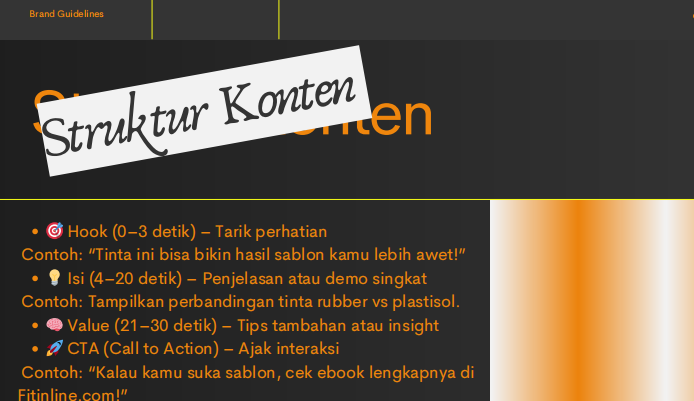 Brand Guidelines
Struktur Konten
• 🎯 Hook (0–3 detik) – Tarik perhatian
Contoh: “Tinta ini bisa bikin hasil sablon kamu lebih awet!”
• 💡 Isi (4–20 detik) – Penjelasan atau demo singkat
Contoh: Tampilkan perbandingan tinta rubber vs plastisol.
• 🧠 Value (21–30 detik) – Tips tambahan atau insight
• 🚀 CTA (Call to Action) – Ajak interaksi
Contoh: “Kalau kamu suka sablon, cek ebook lengkapnya di
Fitinline.com!”